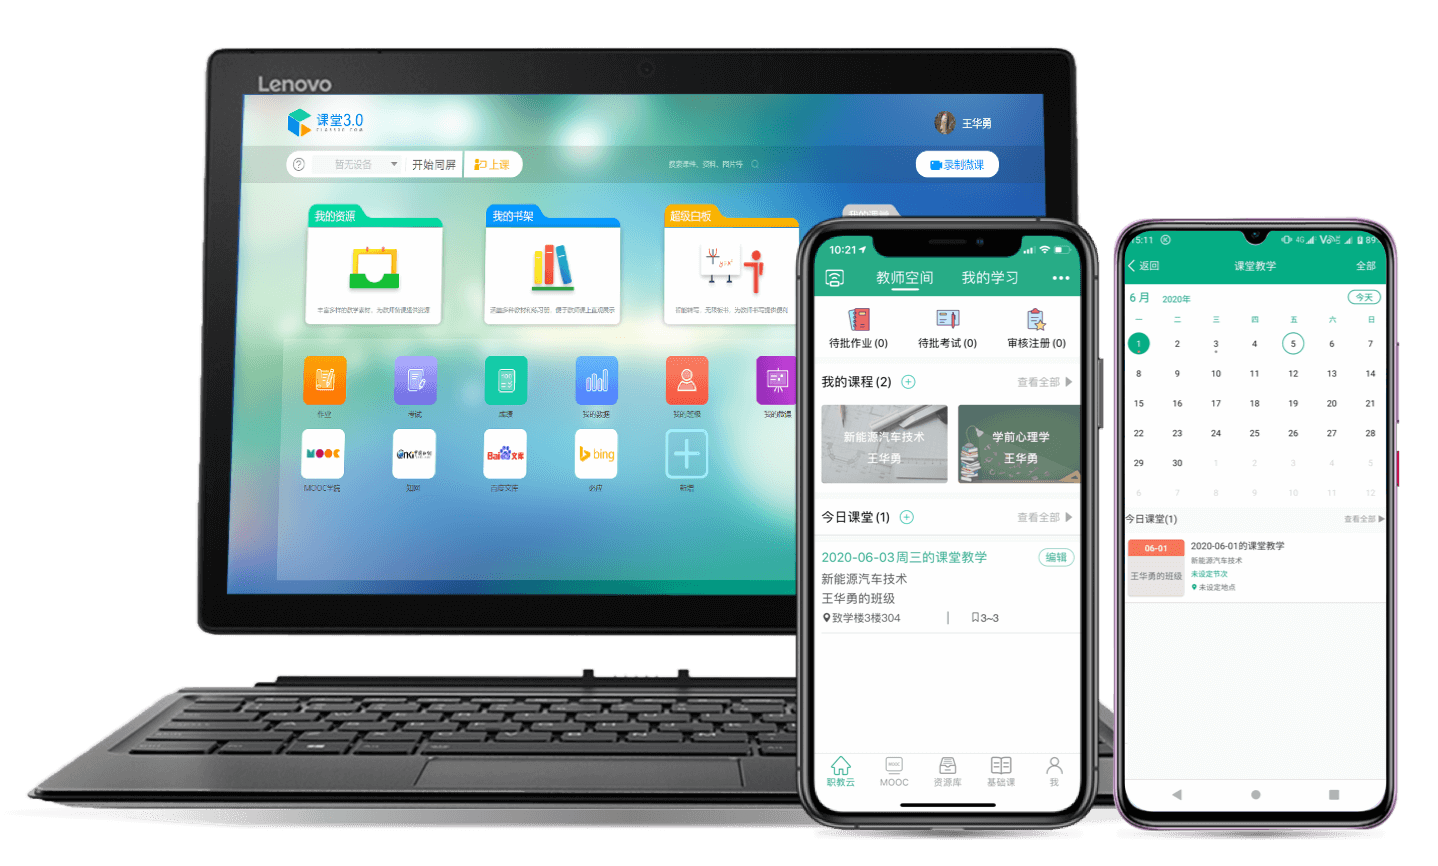 Lenovo
课堂3.0
王华勇
暂无设备
开始同屏
上课
录制微课
我的资源
我的书架
超级白板
作业
考试
我的数据
我的班级
我的微课
MOOC
Bai 文库
bing
MOOC学院
知网
百度文库
必应
新增
10:21
教师空间
我的学习
待批作业(0)
待批考试(0)
审核注册(0)
我的课程(2)
查看全部
新能源汽车技术
王华勇
学前心理学
王华勇
今日课堂(1)
查看全部
2020-06-03周三的课堂教学
编辑
新能源汽车技术
王华勇的班级
致学楼3楼304
3~3
职教云
MOOC
资源库
基础课
我
5:11
4G
89
返回
课堂教学
全部
6月
2020年
今天
一 二 三 四 五 六 日
1 2 3 4 5 6 7
8 9 10 11 12 13 14
15 16 17 18 19 20 21
22 23 24 25 26 27 28
29 30 1 2 3 4 5
6 7 8 9 10 11 12
今日课堂(1)
查看全部
06-01
王华勇的班级
2020-06-01的课堂教学
新能源汽车技术
未设定节次
未设定地点